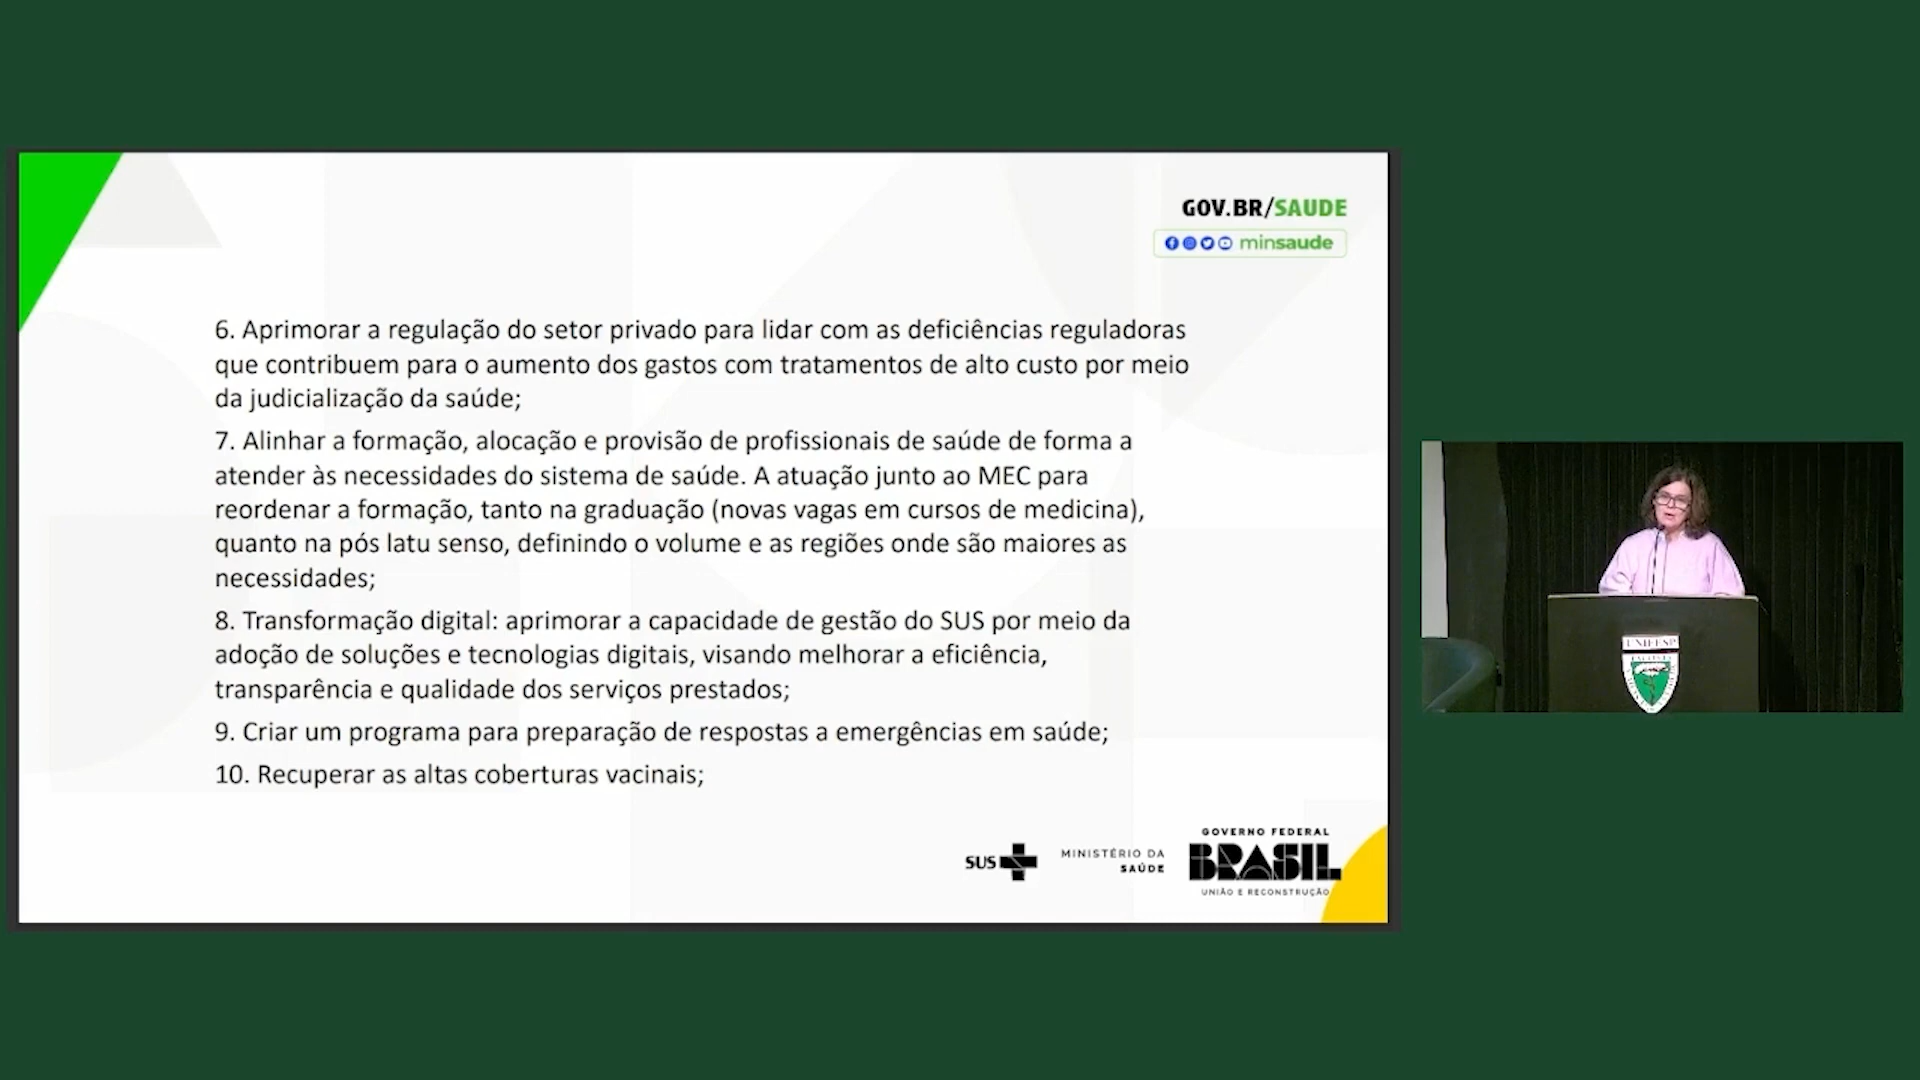 GOV.BR/SAUDE
minsaude
6. Aprimorar a regulação do setor privado para lidar com as deficiências reguladoras
que contribuem para o aumento dos gastos com tratamentos de alto custo por meio
da judicialização da saúde;
7. Alinhar a formação, alocação e provisão de profissionais de saúde de forma a
atender às necessidades do sistema de saúde. A atuação junto ao MEC para
reordenar a formação, tanto na graduação (novas vagas em cursos de medicina),
quanto na pós latu senso, definindo o volume e as regiões onde são maiores as
necessidades;
8. Transformação digital: aprimorar a capacidade de gestão do SUS por meio da
adoção de soluções e tecnologias digitais, visando melhorar a eficiência,
transparência e qualidade dos serviços prestados;
9. Criar um programa para preparação de respostas a emergências em saúde;
10. Recuperar as altas coberturas vacinais;
SUS
MINISTÉRIO DA
SAÚDE
GOVERNO FEDERAL
BRASIL
UNIÃO E RECONSTRUÇÃO
UNIFESP